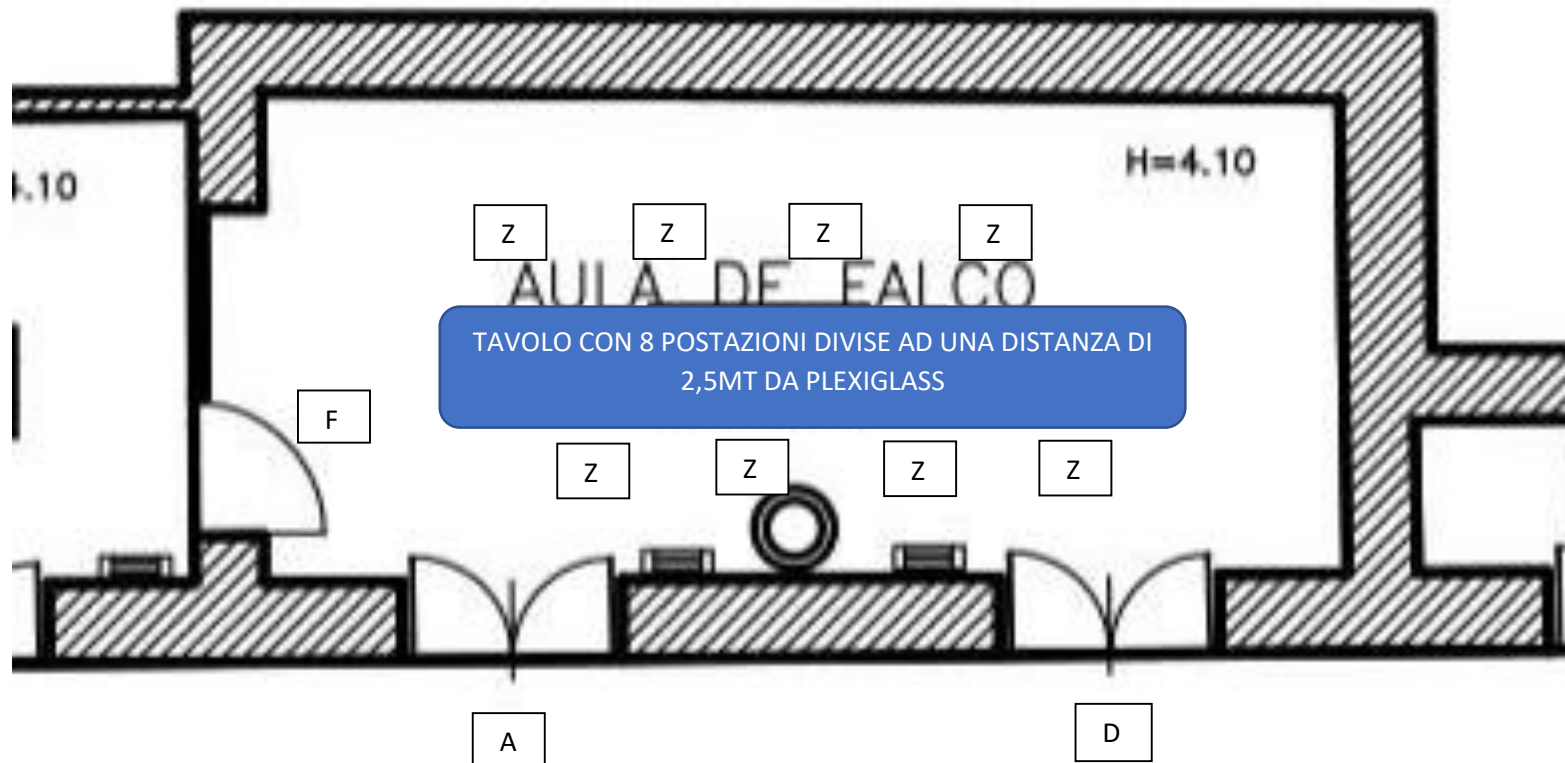 H=4.10
4.10
Z Z Z Z
AULA DE FALCO
TAVOLO CON 8 POSTAZIONI DIVISE AD UNA DISTANZA DI
2,5MT DA PLEXIGLASS
F
Z Z Z Z
A D